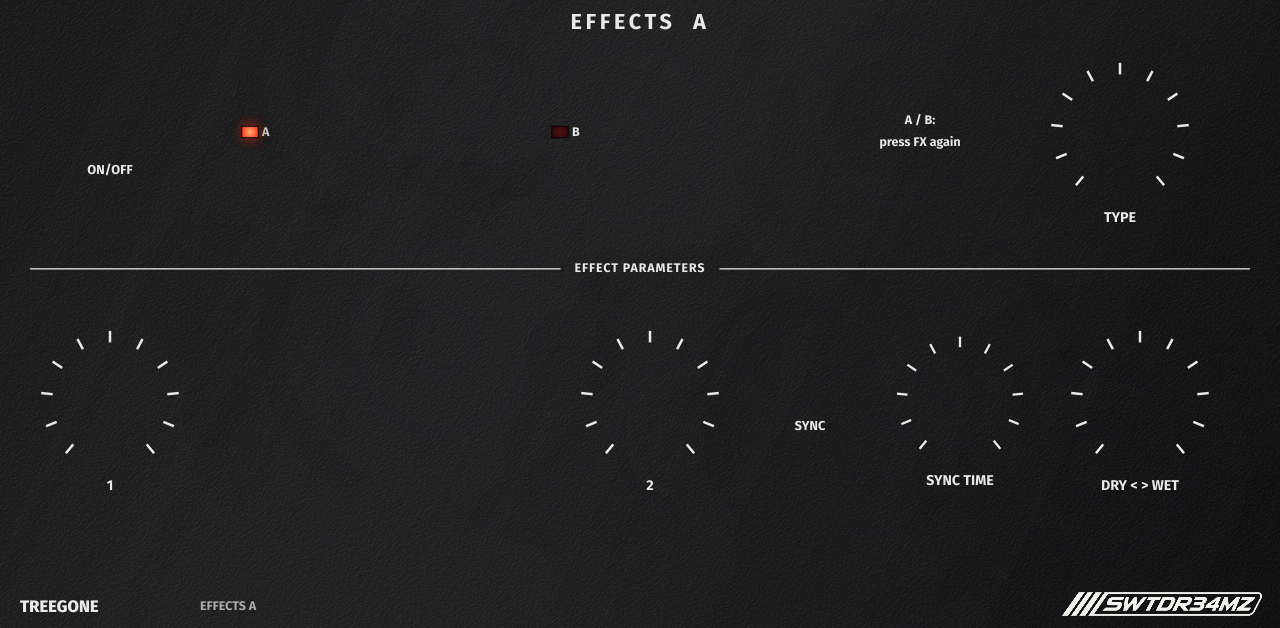 EFFECTS A
A
B
A / B:
press FX again
ON/OFF
TYPE
EFFECT PARAMETERS
1
2
SYNC
SYNC TIME
DRY < > WET
TREEGONE
EFFECTS A
SWTDR34MZ